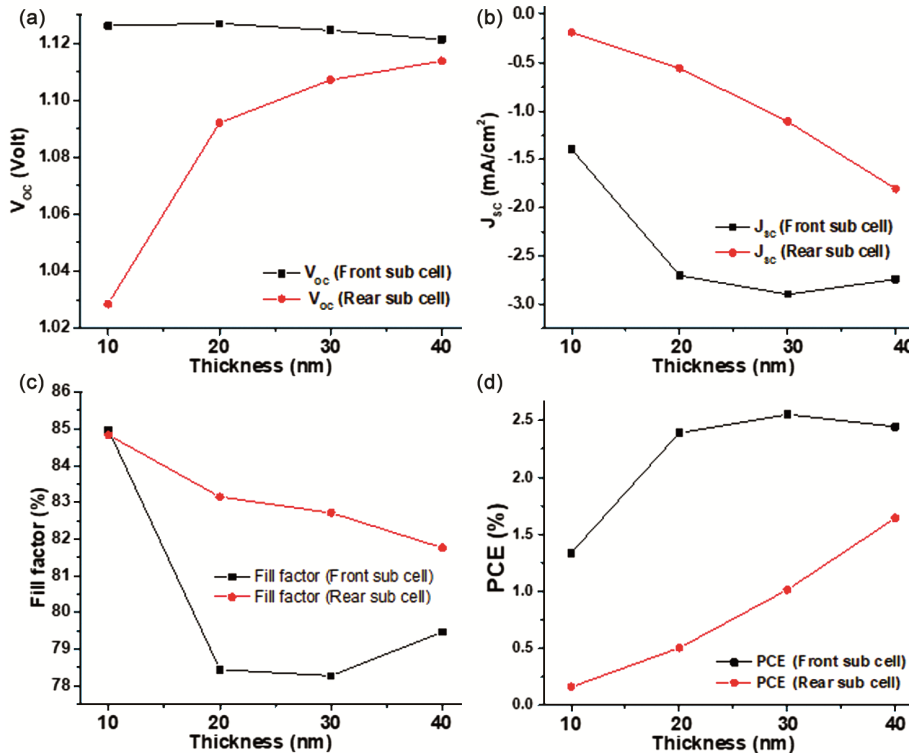 (a)
1.12
1.10
1.08
1.06
1.04
1.02
V_OC (Volt)
V_OC (Front sub cell)
V_OC (Rear sub cell)
10 20 30 40
Thickness (nm)
(b)
-0.0
-0.5
-1.0
-1.5
-2.0
-2.5
-3.0
J_SC (mA/cm²)
J_SC (Front sub cell)
J_SC (Rear sub cell)
10 20 30 40
Thickness (nm)
(c)
86
85
84
83
82
81
80
79
78
Fill factor (%)
Fill factor (Front sub cell)
Fill factor (Rear sub cell)
10 20 30 40
Thickness (nm)
(d)
2.5
2.0
1.5
1.0
0.5
0.0
PCE (%)
PCE (Front sub cell)
PCE (Rear sub cell)
10 20 30 40
Thickness (nm)